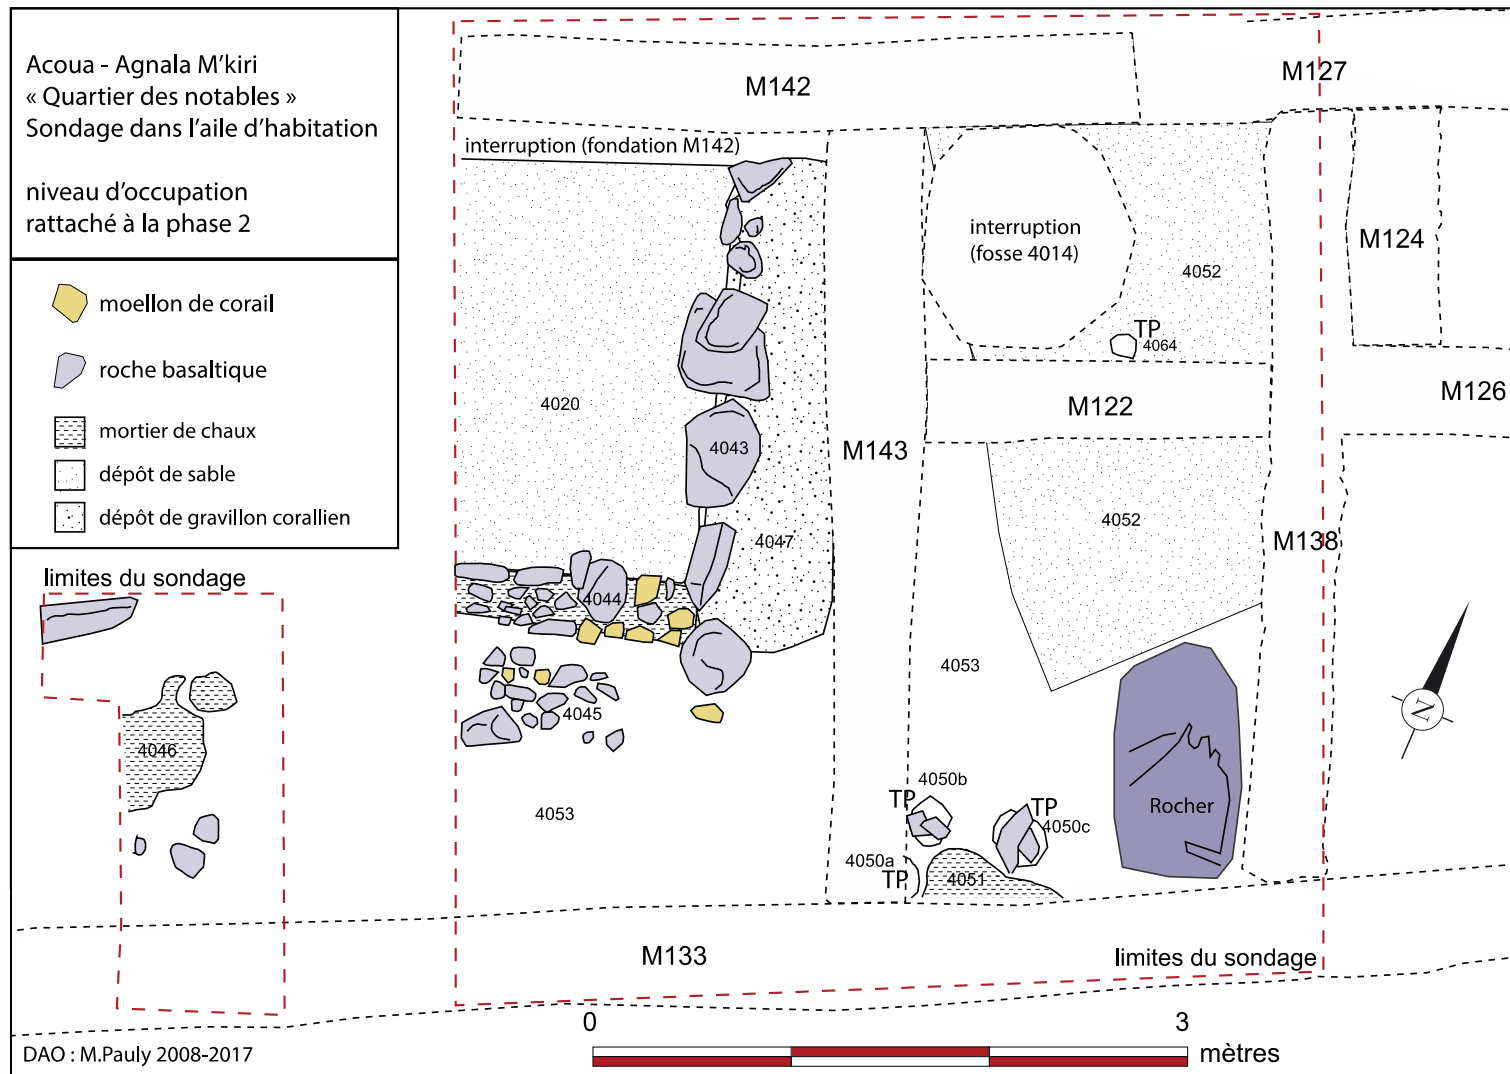 Acoua - Agnala M'kiri
« Quartier des notables »
Sondage dans l'aile d'habitation
niveau d'occupation
rattaché à la phase 2
moellon de corail
roche basaltique
mortier de chaux
dépôt de sable
dépôt de gravillon corallien
limites du sondage
4046
M142
M127
interruption (fondation M142)
interruption
(fosse 4014)
4052
M124
TP
4064
M126
M122
4020
4043
M143
4052
4047
M138
4044
4053
4045
4053
4050b
TP
TP
4050c
Rocher
4050a
TP
4051
N
M133
limites du sondage
0
3
mètres
DAO : M.Pauly 2008-2017